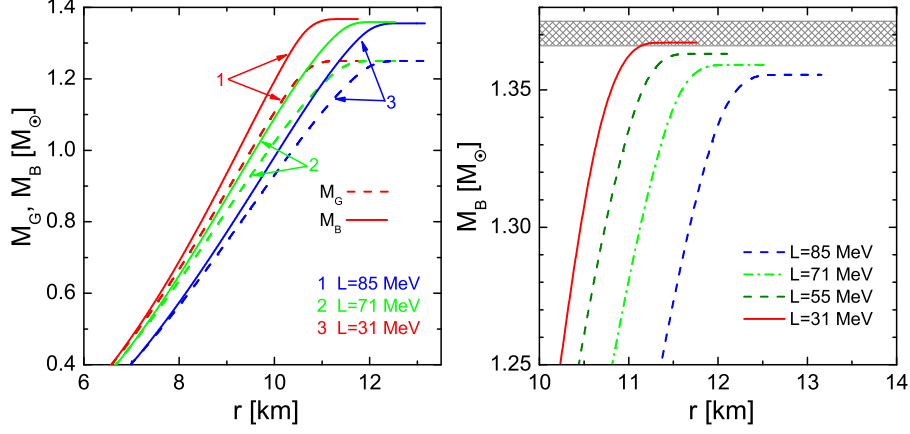 M_G, M_B [M_⊙]
1.4
1.2
1.0
0.8
0.6
0.4
6
8
10
12
r [km]
1
2
3
M_G
M_B
1 L=85 MeV
2 L=71 MeV
3 L=31 MeV
M_B [M_⊙]
1.35
1.30
1.25
10
11
12
13
14
r [km]
L=85 MeV
L=71 MeV
L=55 MeV
L=31 MeV